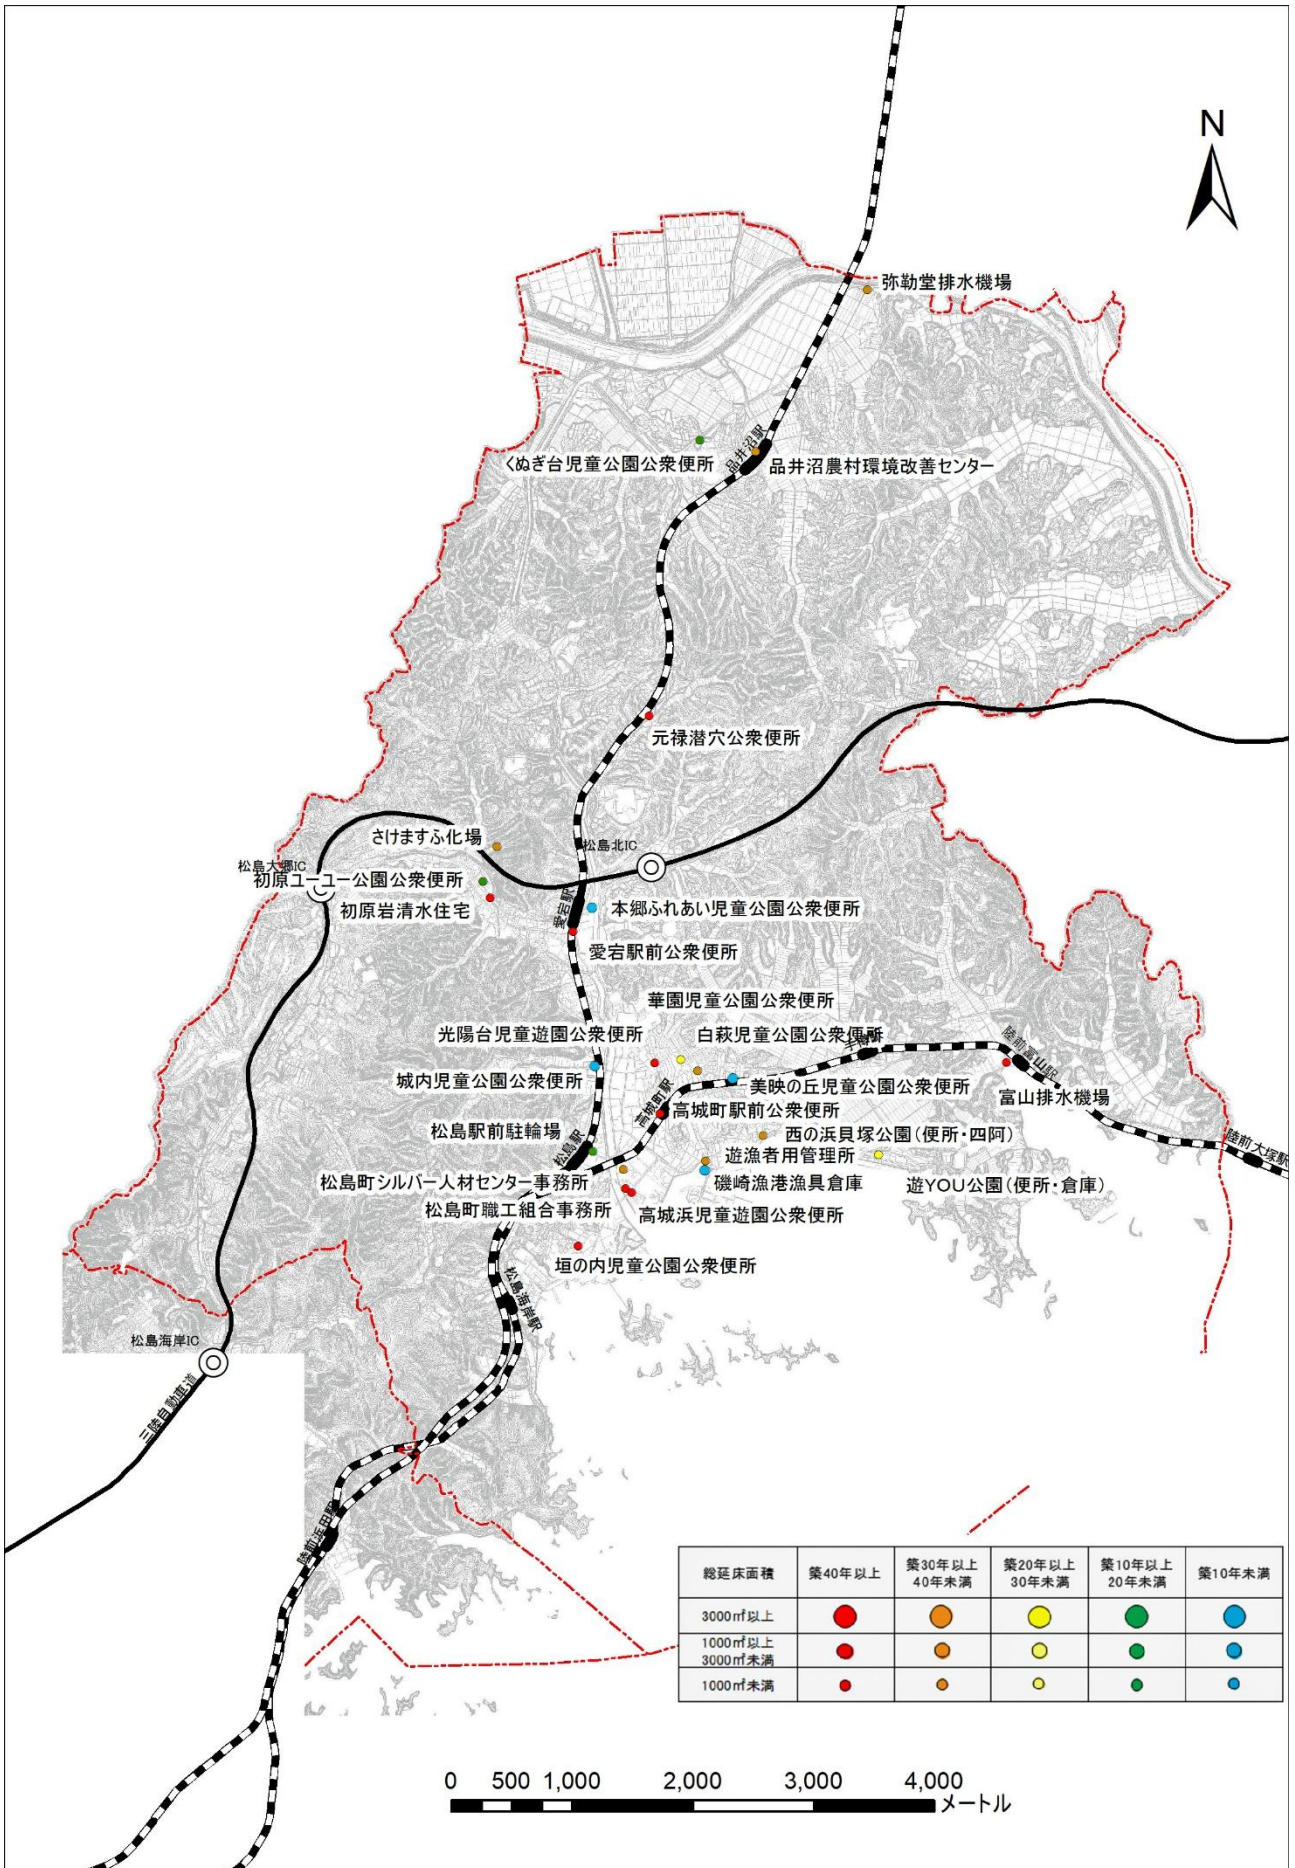 N
弥勒堂排水機場
品井沼駅
くぬぎ台児童公園公衆便所
品井沼農村環境改善センター
元禄潜穴公衆便所
さけますふ化場
松島北IC
松島大郷IC
初原ユーユー公園公衆便所
初原岩清水住宅
愛宕駅
本郷ふれあい児童公園公衆便所
愛宕駅前公衆便所
華園児童公園公衆便所
光陽台児童遊園公衆便所
白萩児童公園公衆便所
手樽駅
陸前富山駅
城内児童公園公衆便所
美映の丘児童公園公衆便所
富山排水機場
高城町駅
高城町駅前公衆便所
松島駅前駐輪場
松島駅
西の浜貝塚公園(便所・四阿)
陸前大塚駅
遊漁者用管理所
松島町シルバー人材センター事務所
磯崎漁港漁具倉庫
遊YOU公園(便所・倉庫)
松島町職工組合事務所
高城浜児童遊園公衆便所
垣の内児童公園公衆便所
松島海岸駅
松島海岸IC
三陸自動車道
陸前浜田駅
総延床面積 築40年以上 築30年以上 40年未満 築20年以上 30年未満 築10年以上 20年未満 築10年未満
3000㎡以上
1000㎡以上
3000㎡未満
1000㎡未満
0 500 1,000 2,000 3,000 4,000
メートル